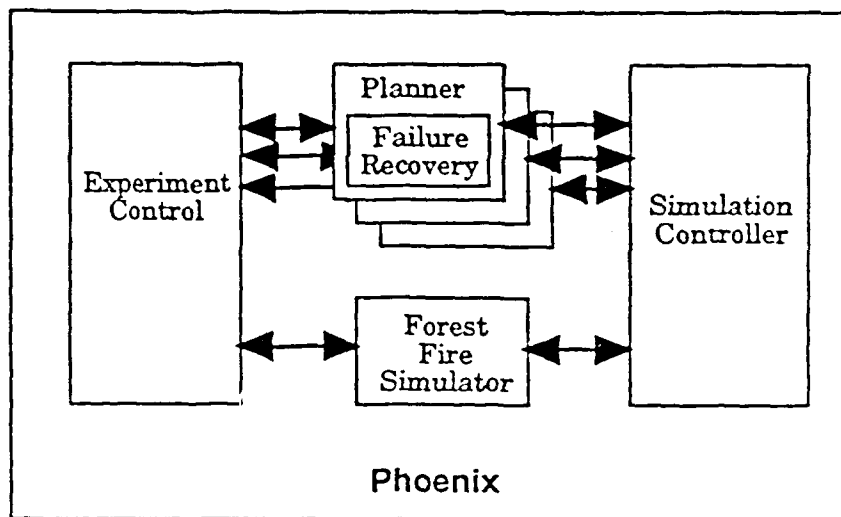 Planner
Failure
Recovery
Experiment
Control
Simulation
Controller
Forest
Fire
Simulator
Phoenix